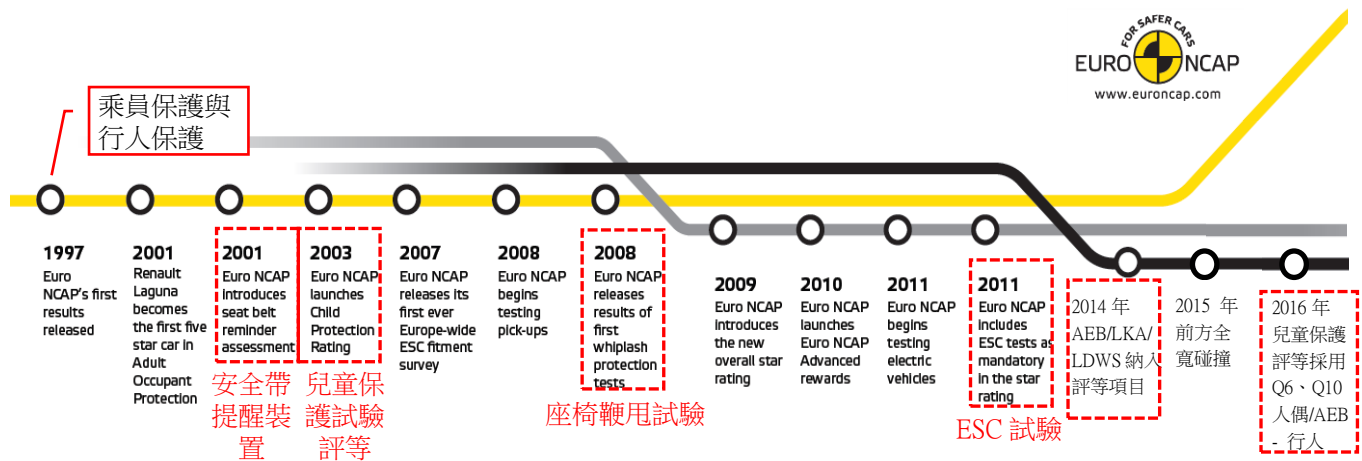 FOR SAFER CARS
EURO NCAP
www.euroncap.com
乘員保護與
行人保護
1997
Euro
NCAP's first
results
released
2001
Renault
Laguna
becomes
the first five
star car in
Adult
Occupant
Protection
2001
Euro NCAP
introduces
seat belt
reminder
assessment
安全帶
提醒裝
置
2003
Euro NCAP
launches
Child
Protection
Rating
兒童保
護試驗
評等
2007
Euro NCAP
releases its
first ever
Europe-wide
ESC fitment
survey
2008
Euro NCAP
begins
testing
pick-ups
2008
Euro NCAP
releases
results of
first
whiplash
protection
tests
座椅鞭甩試驗
2009
Euro NCAP
introduces
the new
overall star
rating
2010
Euro NCAP
launches
Euro NCAP
Advanced
rewards
2011
Euro NCAP
begins
testing
electric
vehicles
2011
Euro NCAP
includes
ESC tests as
mandatory
in the star
rating
ESC 試驗
2014 年
AEB/LKA/
LDWS 納入
評等項目
2015 年
前方全
寬碰撞
2016 年
兒童保護
評等採用
Q6、Q10
人偶/AEB
- 行人